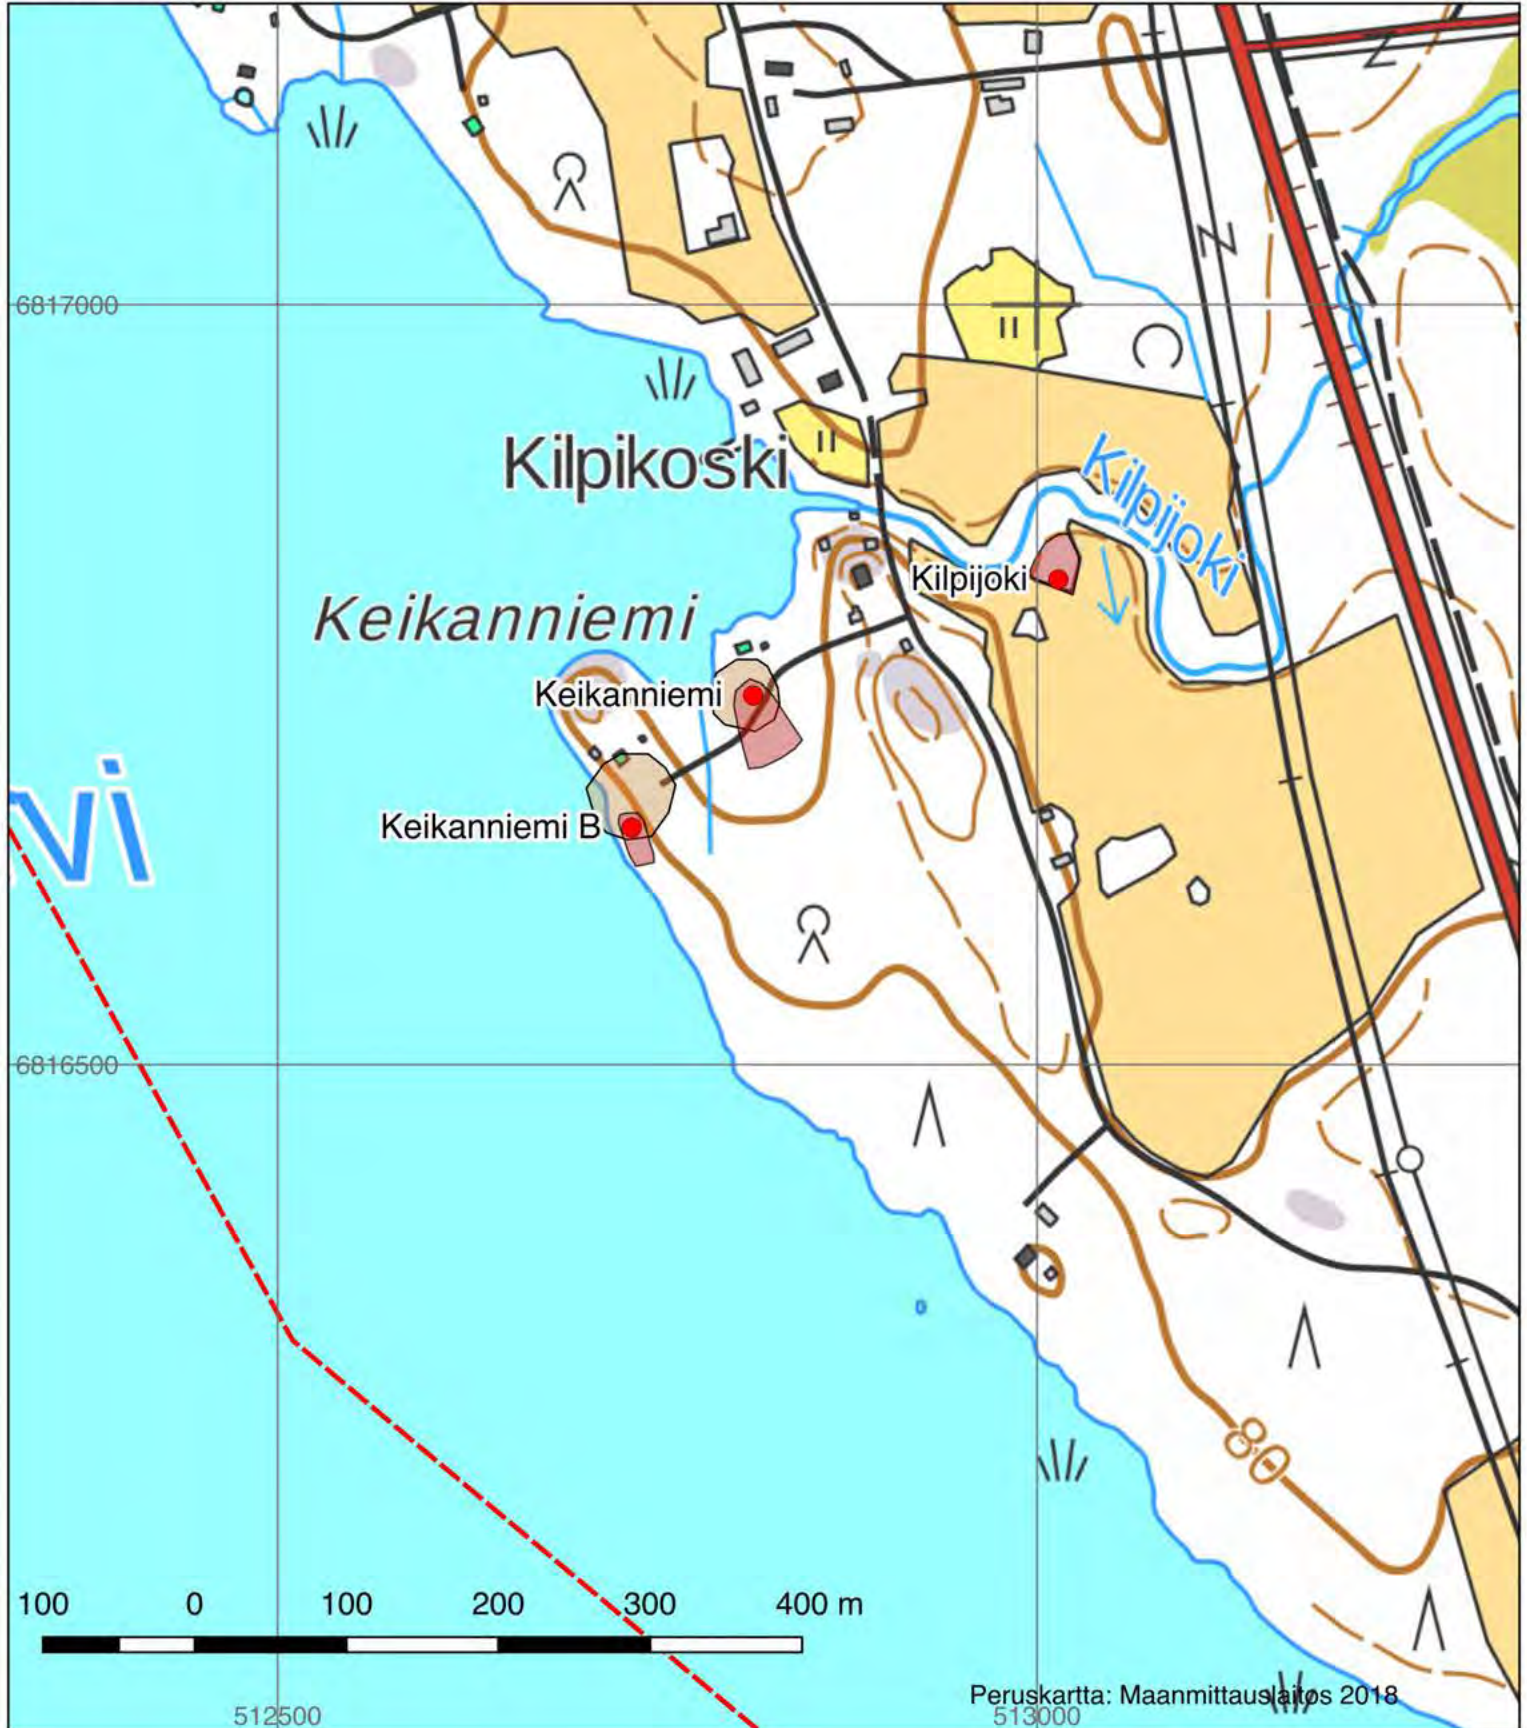 6817000
Kilpikoski
Kilpijoki
Kilpijoki
Keikanniemi
Keikanniemi
vi
Keikanniemi B
6816500
80
100 0 100 200 300 400 m
Peruskartta: Maanmittauslaitos 2018
512500 513000